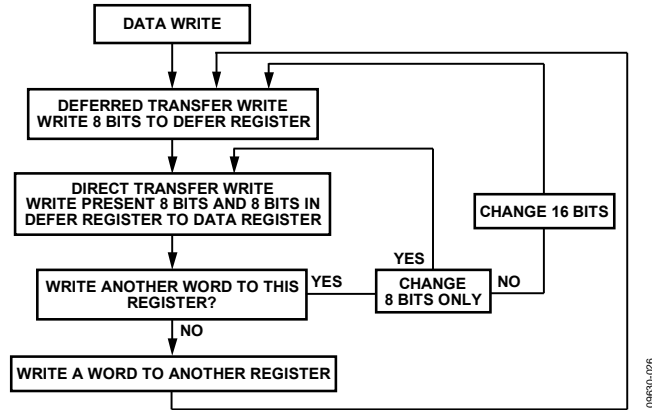 DATA WRITE
DEFERRED TRANSFER WRITE
WRITE 8 BITS TO DEFER REGISTER
DIRECT TRANSFER WRITE
WRITE PRESENT 8 BITS AND 8 BITS IN
DEFER REGISTER TO DATA REGISTER
CHANGE 16 BITS
WRITE ANOTHER WORD TO THIS
REGISTER?
YES
YES
CHANGE
8 BITS ONLY
NO
NO
WRITE A WORD TO ANOTHER REGISTER
09630-026